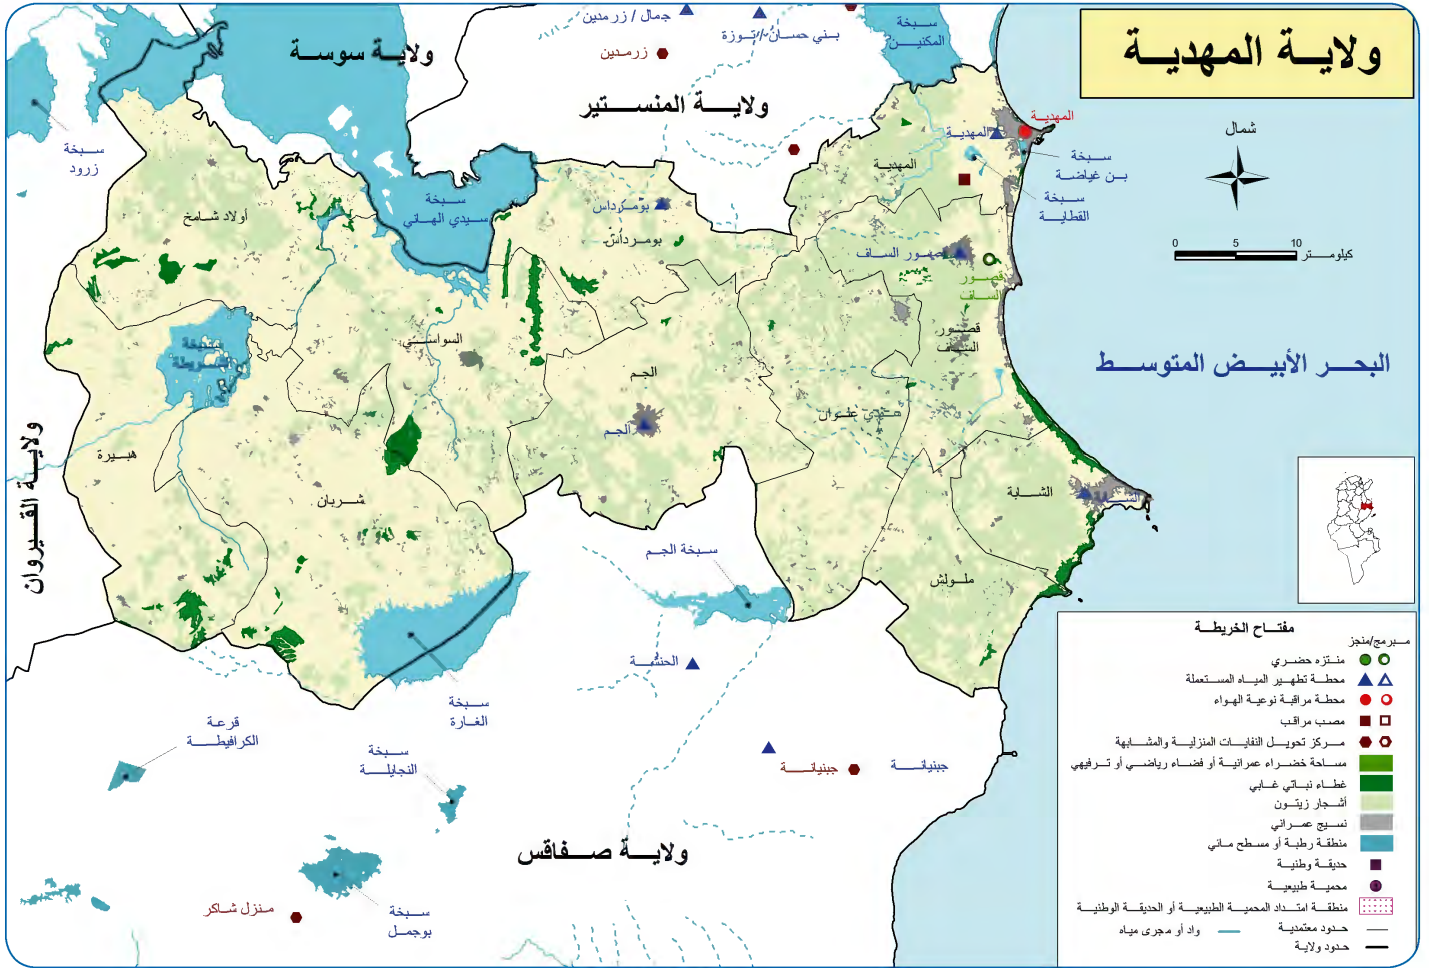 ولاية المهدية
ولاية سوسة
ولاية المنستير
جمال / زرمدين
بني حسان / توزة
زرمدين
سبخة
المكنين
شمال
0 5 10
كيلومتر
البحر الأبيض المتوسط
سبخة
زرود
سبخة
سيدي الهاني
المهدية
المهدية
المهدية
سبخة
بن غياضة
سبخة
القطاية
أولاد شامخ
بومرداس
بومرداس
قصور الساف
قصور
الساف
قصور
الساف
السواسي
الجم
الجم
سيدي علوان
هبيرة
شربان
الشابة
الشابة
ملولش
ولاية القيروان
سبخة الجم
الحنشة
سبخة
الغارة
قرعة
الكرافيطة
سبخة
النجايلة
جبنيانة
جبنيانة
ولاية صفاقس
منزل شاكر
سبخة
بوجمل
مفتاح الخريطة
مبرمج/منجز
منتزه حضري
محطة تطهير المياه المستعملة
محطة مراقبة نوعية الهواء
مصب مراقب
مركز تحويل النفايات المنزلية والمشابهة
مساحة خضراء عمرانية أو فضاء رياضي أو ترفيهي
غطاء نباتي غابي
أشجار زيتون
نسيج عمراني
منطقة رطبة أو مسطح مائي
حديقة وطنية
محمية طبيعية
منطقة امتداد المحمية الطبيعية أو الحديقة الوطنية
حدود معتمدية
واد أو مجرى مياه
حدود ولاية